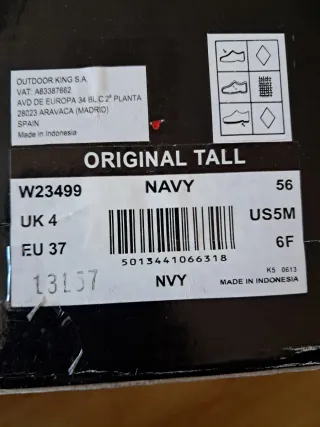 OUTDOOR KING S.A.
VAT: A83387662
AVD DE EUROPA 34 BL C 2ª PLANTA
28023 ARAVACA (MADRID)
SPAIN
Made in Indonesia
ORIGINAL TALL
W23499 NAVY 56
UK 4 US5M
EU 37 6F
5013441066318
K5 0613
13157 NVY MADE IN INDONESIA